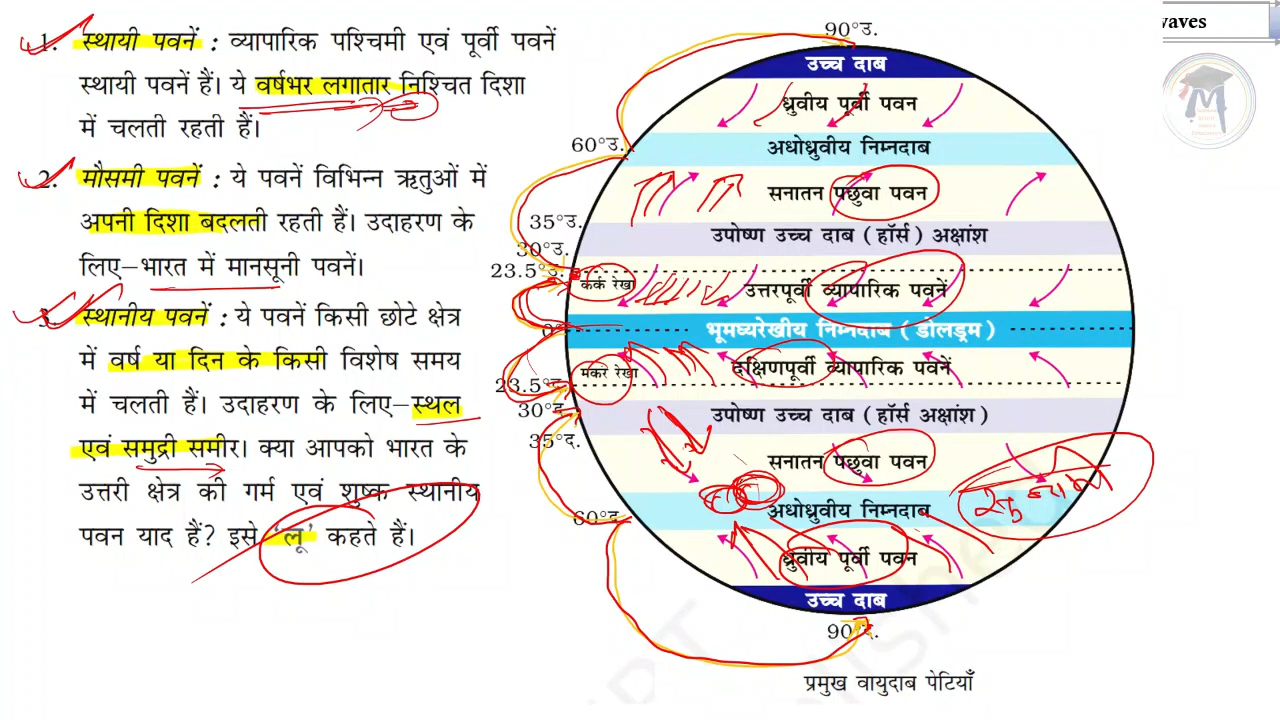 1. स्थायी पवनें : व्यापारिक पश्चिमी एवं पूर्वी पवनें
स्थायी पवनें हैं। ये वर्षभर लगातार निश्चित दिशा
में चलती रहती हैं।
2. मौसमी पवनें : ये पवनें विभिन्न ऋतुओं में
अपनी दिशा बदलती रहती हैं। उदाहरण के
लिए–भारत में मानसूनी पवनें।
3. स्थानीय पवनें : ये पवनें किसी छोटे क्षेत्र
में वर्ष या दिन के किसी विशेष समय
में चलती हैं। उदाहरण के लिए–स्थल
एवं समुद्री समीर। क्या आपको भारत के
उत्तरी क्षेत्र की गर्म एवं शुष्क स्थानीय
पवन याद हैं? इसे ‘लू’ कहते हैं।
waves
90°उ.
उच्च दाब
ध्रुवीय पूर्वी पवन
60°उ.
अधोध्रुवीय निम्नदाब
सनातन पछुवा पवन
35°उ.
उपोष्ण उच्च दाब (हॉर्स) अक्षांश
30°उ.
23.5°उ.
कर्क रेखा
उत्तरपूर्वी व्यापारिक पवनें
0°
भूमघ्यरेखीय निम्नदाब (डोलड्रम)
दक्षिणपूर्वी व्यापारिक पवनें
मकर रेखा
23.5°द.
30°द.
उपोष्ण उच्च दाब (हॉर्स अक्षांश)
35°द.
सनातन पछुवा पवन
60°द.
अधोध्रुवीय निम्नदाब
ध्रुवीय पूर्वी पवन
उच्च दाब
90°द.
प्रमुख वायुदाब पेटियाँ